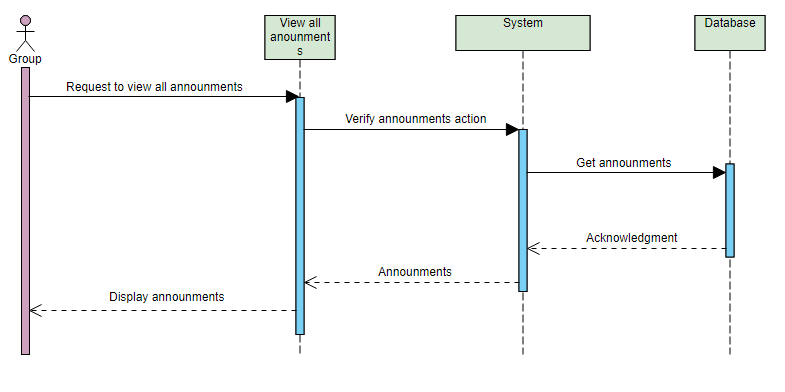 View all
anounment
s
System
Database
Group
Request to view all announments
Verify announments action
Get announments
Acknowledgment
Announments
Display announments